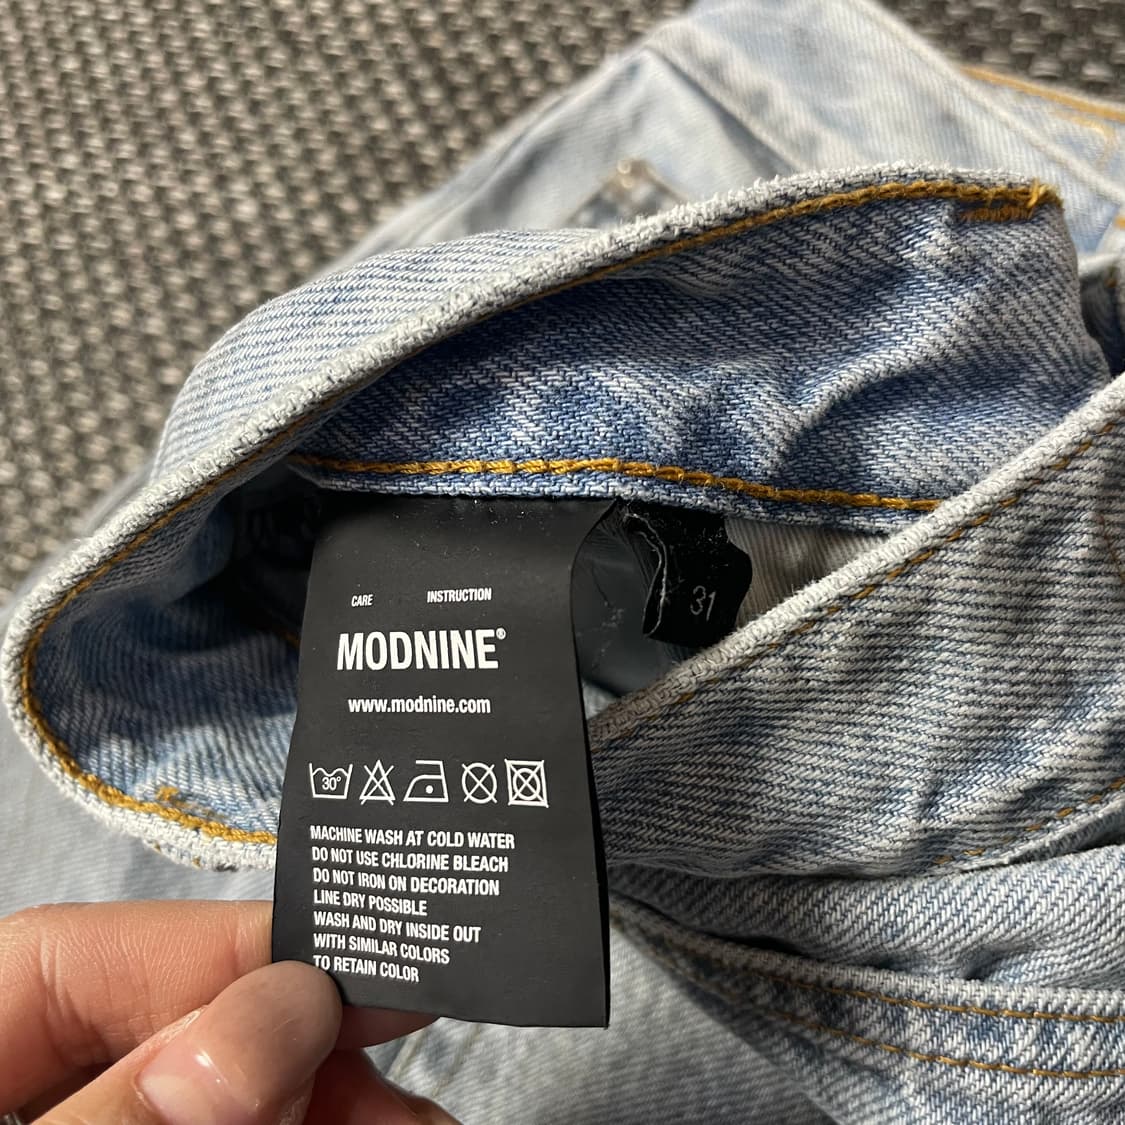 CARE INSTRUCTION
MODNINE®
www.modnine.com
30°
MACHINE WASH AT COLD WATER
DO NOT USE CHLORINE BLEACH
DO NOT IRON ON DECORATION
LINE DRY POSSIBLE
WASH AND DRY INSIDE OUT
WITH SIMILAR COLORS
TO RETAIN COLOR
31